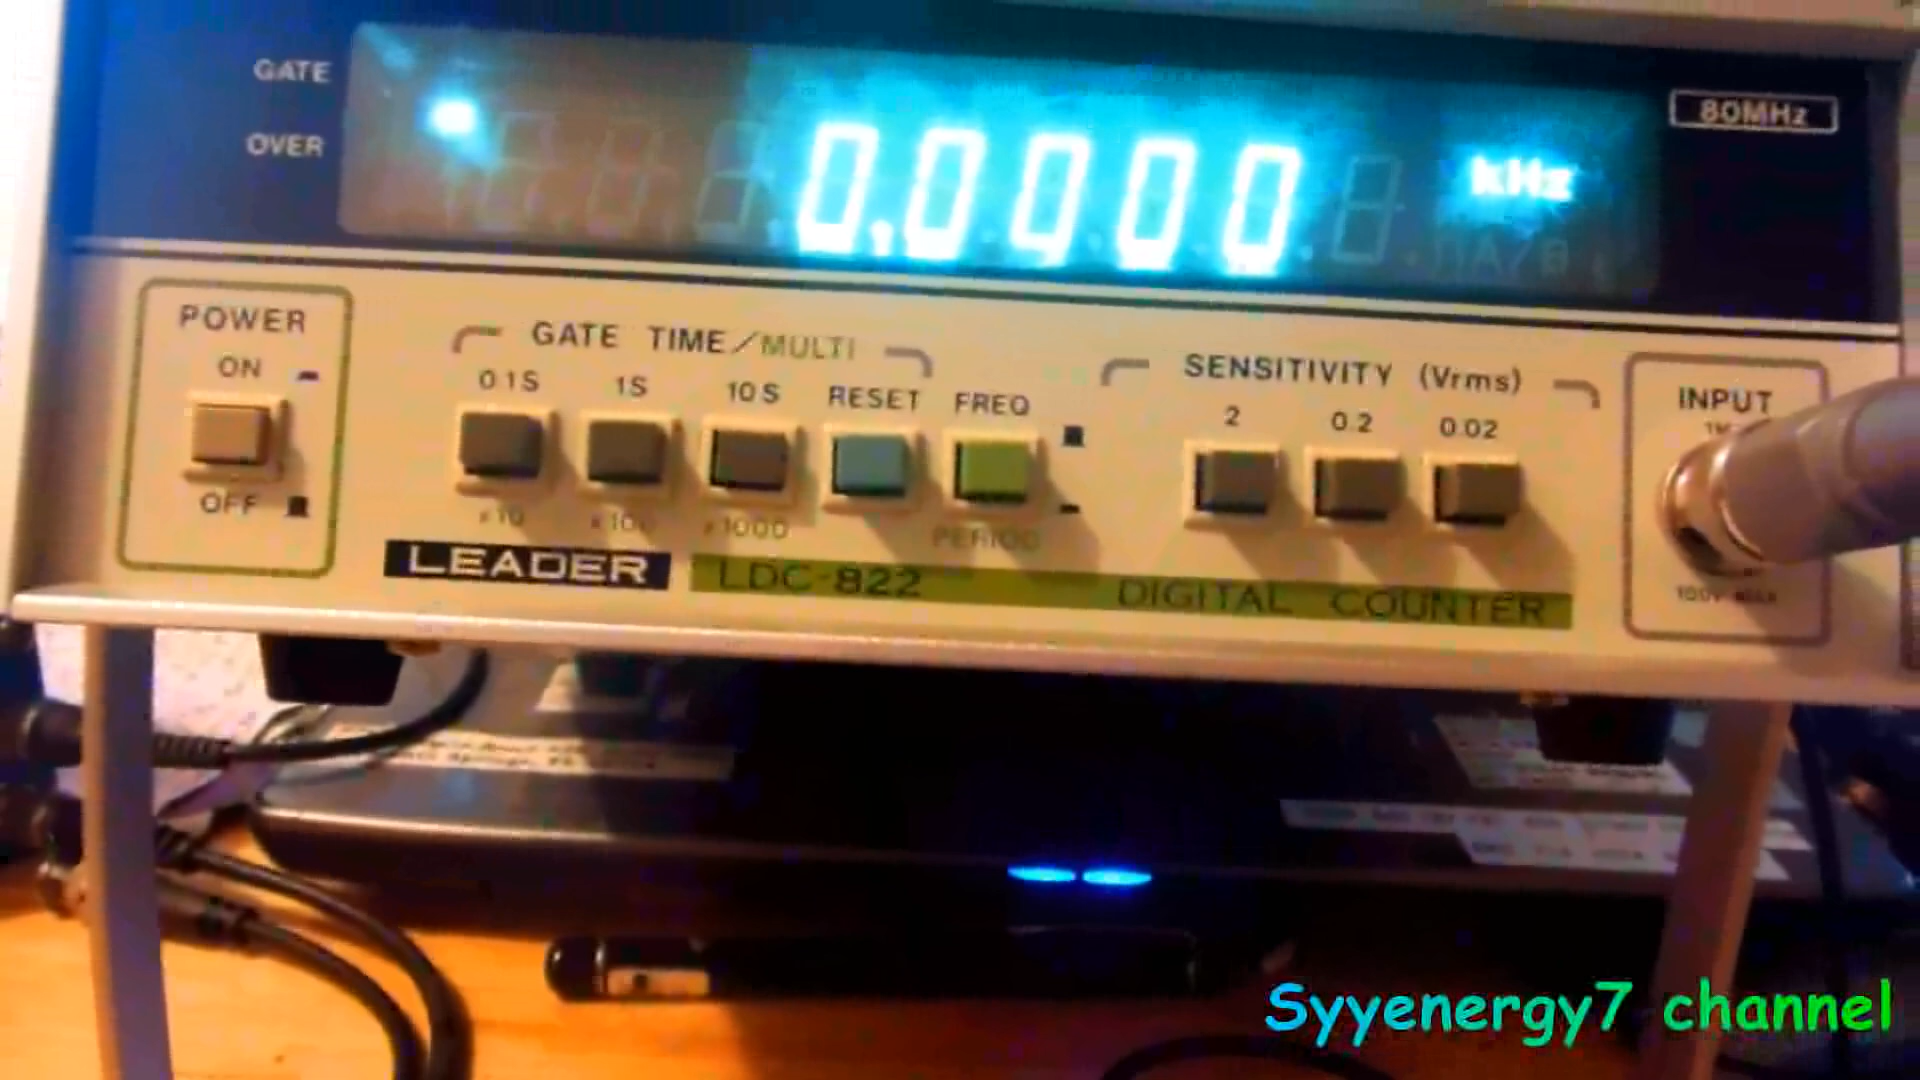 GATE
OVER
0.0000 kHz
80MHz
POWER
ON
OFF
GATE TIME/MULTI
0.1S 1S 10S RESET FREQ
x10 x100 x1000 PERIOD
SENSITIVITY (Vrms)
2 0.2 0.02
INPUT
LEADER LDC-822 DIGITAL COUNTER
Syyenergy7 channel